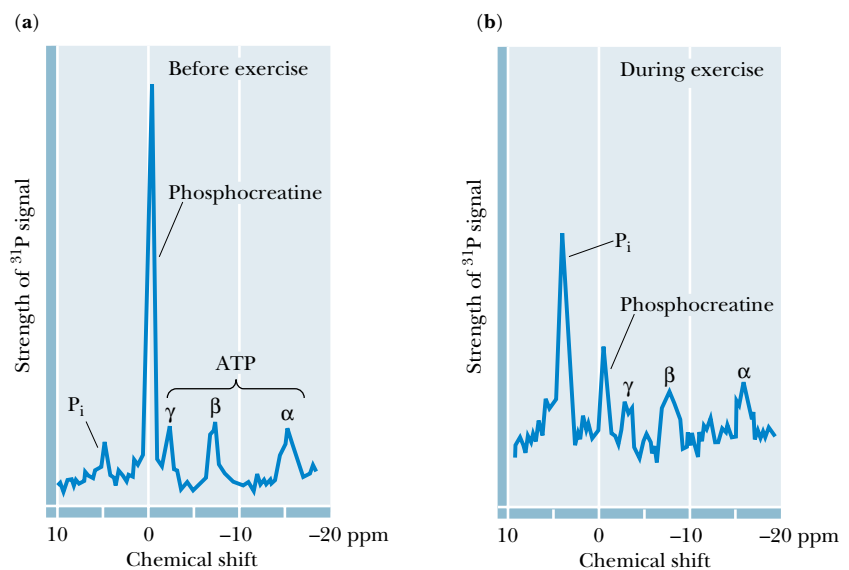 (a)
Before exercise
Phosphocreatine
ATP
Pi
γ
β
α
Strength of 31P signal
10
0
–10
–20 ppm
Chemical shift
(b)
During exercise
Pi
Phosphocreatine
γ
β
α
Strength of 31P signal
10
0
–10
–20 ppm
Chemical shift